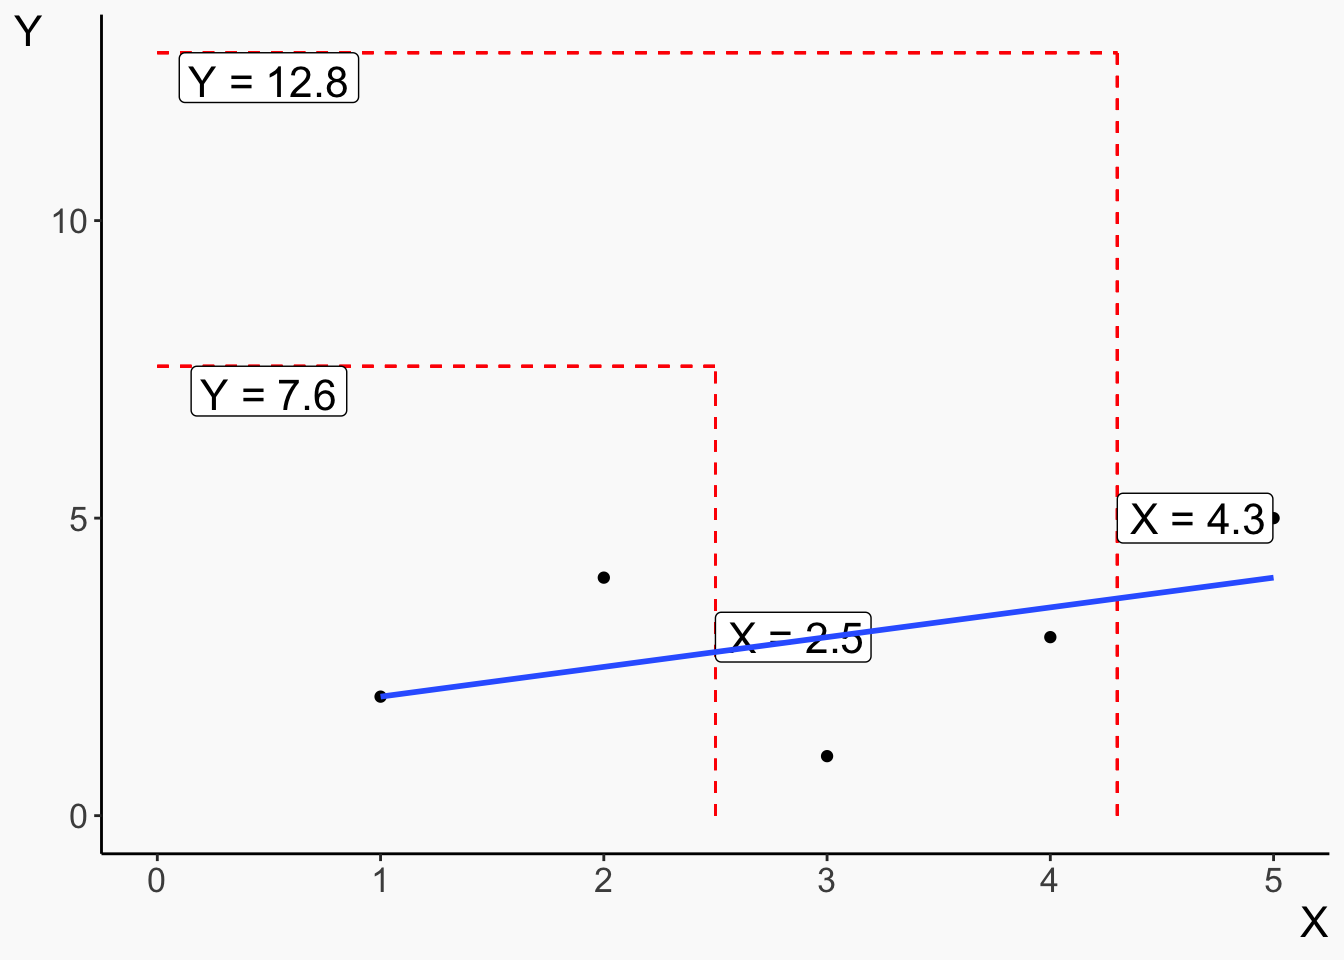 Y
Y = 12.8
10
Y = 7.6
5
X = 4.3
X = 2.5
0
0 1 2 3 4 5
X